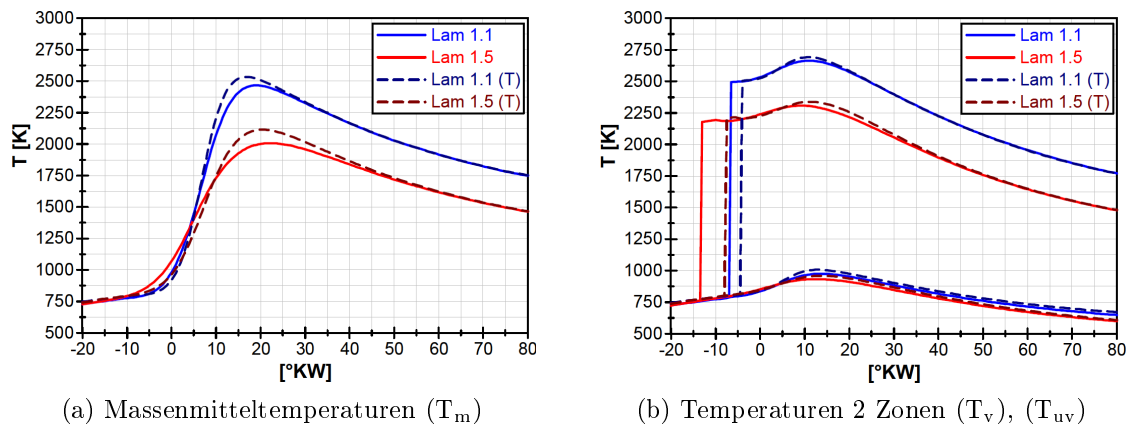 3000
2750
2500
2250
2000
1750
1500
1250
1000
750
500
T [K]
Lam 1.1
Lam 1.5
Lam 1.1 (T)
Lam 1.5 (T)
-20 -10 0 10 20 30 40 50 60 70 80
[°KW]
(a) Massenmitteltemperaturen (Tm)
3000
2750
2500
2250
2000
1750
1500
1250
1000
750
500
T [K]
Lam 1.1
Lam 1.5
Lam 1.1 (T)
Lam 1.5 (T)
-20 -10 0 10 20 30 40 50 60 70 80
[°KW]
(b) Temperaturen 2 Zonen (Tv), (Tuv)